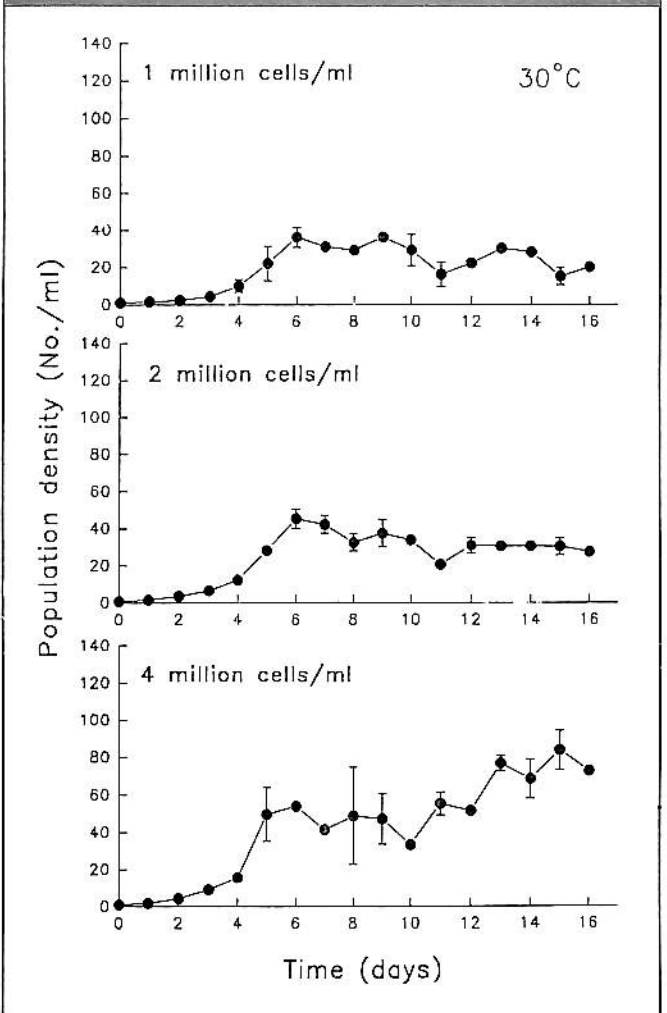 140
1 million cells/ml
30°C
120
100
80
60
40
20
0
0 2 4 6 8 10 12 14 16
140
2 million cells/ml
120
100
80
60
40
20
0
0 2 4 6 8 10 12 14 16
140
4 million cells/ml
120
100
80
60
40
20
0
0 2 4 6 8 10 12 14 16
Population density (No./ml)
Time (days)